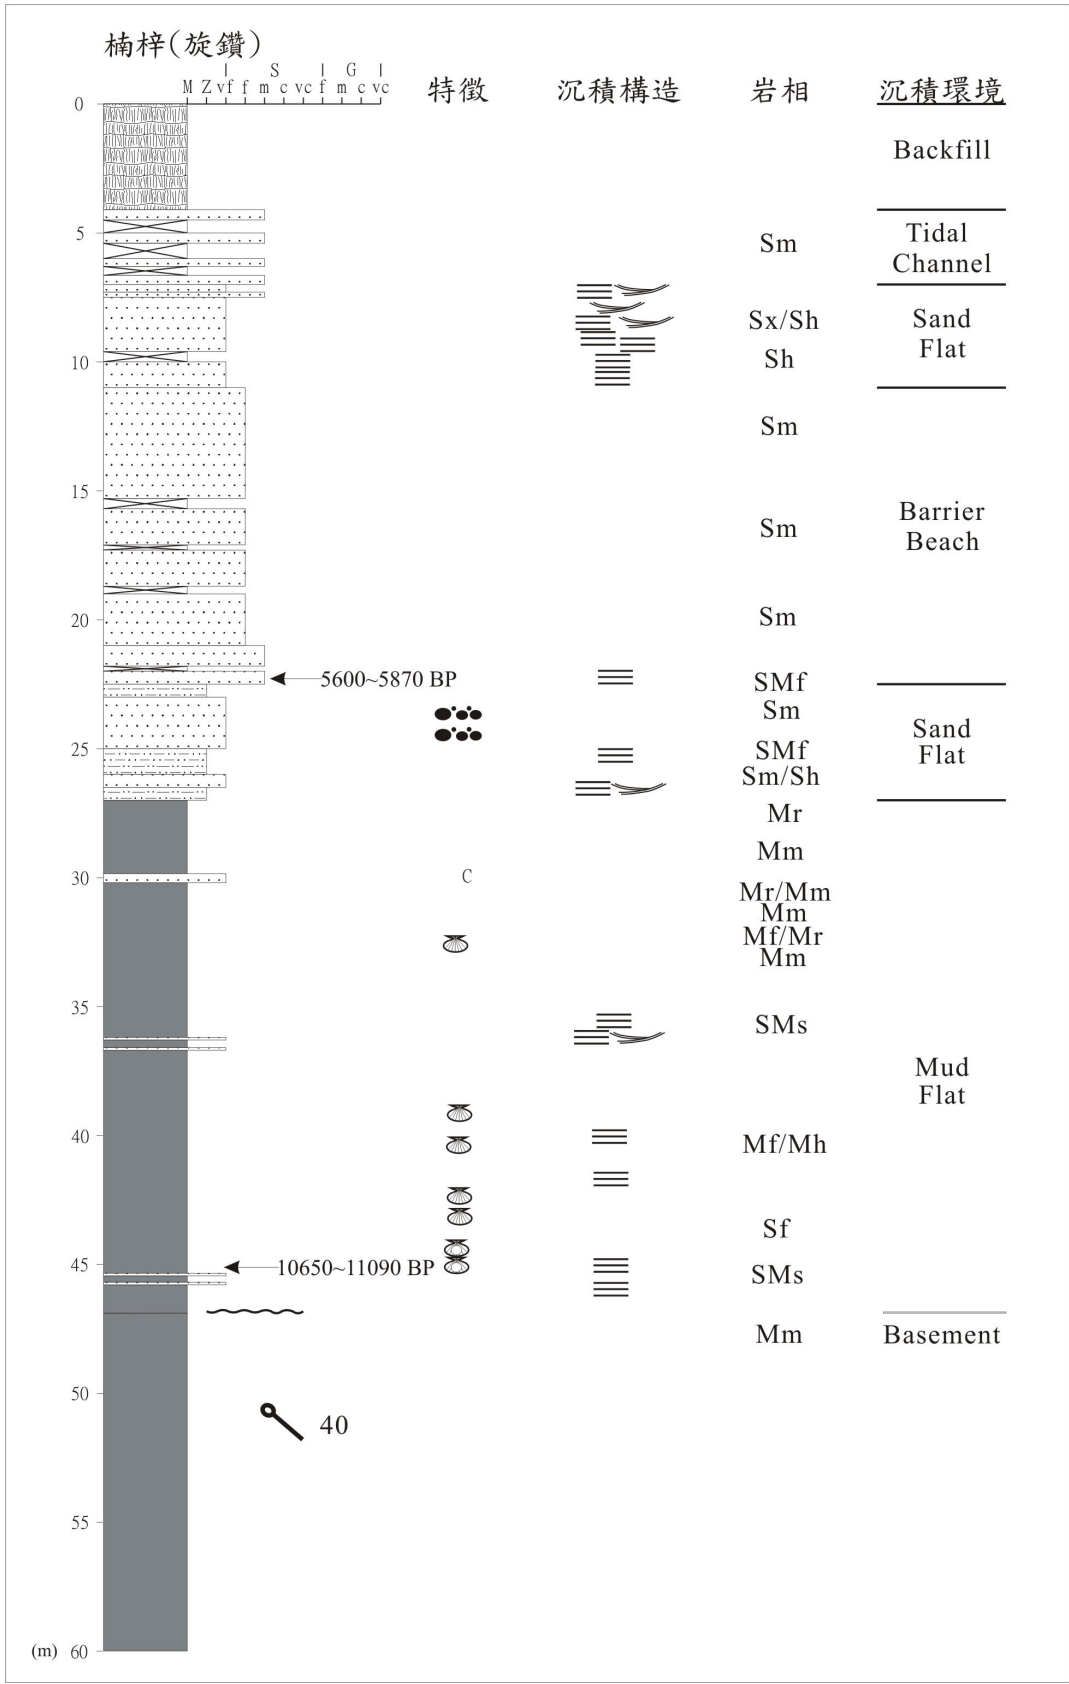 楠梓(旋鑽)
S G
M Z vf f m c vc f m c vc
特徵 沉積構造 岩相 沉積環境
0
Backfill
5
Sm
Tidal
Channel
Sx/Sh
Sand
Flat
Sh
10
Sm
15
Sm
Barrier
Beach
20
Sm
5600~5870 BP
SMf
Sm
Sand
Flat
25
SMf
Sm/Sh
Mr
Mm
30
C
Mr/Mm
Mm
Mf/Mr
Mm
35
SMs
Mud
Flat
40
Mf/Mh
Sf
45
10650~11090 BP
SMs
Mm
Basement
50
40
55
(m) 60